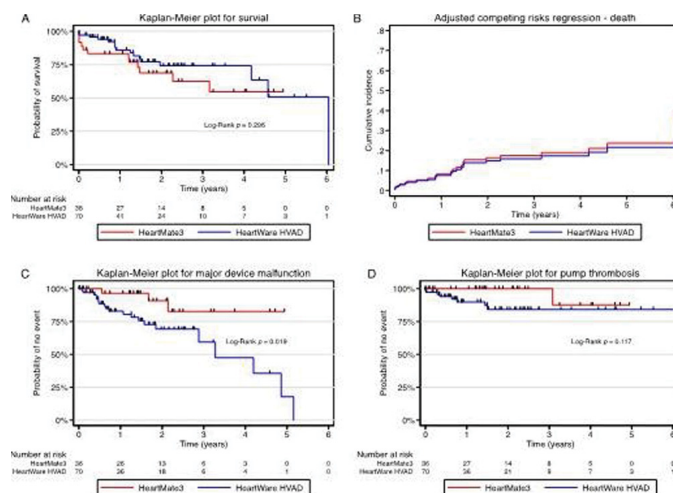 A
Kaplan-Meier plot for survial
100%
75%
50%
25%
0%
Probability of survival
Log-Rank p = 0.295
0 1 2 3 4 5 6
Time (years)
Number at risk
HeartMate3 36 27 14 8 5 0 0
HeartWare HVAD 70 41 24 10 7 3 1
HeartMate3 HeartWare HVAD
B
Adjusted competing risks regression - death
.8
.6
.5
.4
.3
.2
.1
0
Cumulative incidence
0 1 2 3 4 5 6
Time (years)
HeartMate3 HeartWare HVAD
C
Kaplan-Meier plot for major device malfunction
100%
75%
50%
25%
0%
Probability of no event
Log-Rank p = 0.019
0 1 2 3 4 5 6
Time (years)
Number at risk
HeartMate3 36 26 13 6 3 0 0
HeartWare HVAD 70 36 18 6 4 1 0
HeartMate3 HeartWare HVAD
D
Kaplan-Meier plot for pump thrombosis
100%
75%
50%
25%
0%
Probability of no event
Log-Rank p = 0.117
0 1 2 3 4 5 6
Time (years)
Number at risk
HeartMate3 36 27 14 8 5 0
HeartWare HVAD 70 36 21 9 7 3
HeartMate3 HeartWare HVAD